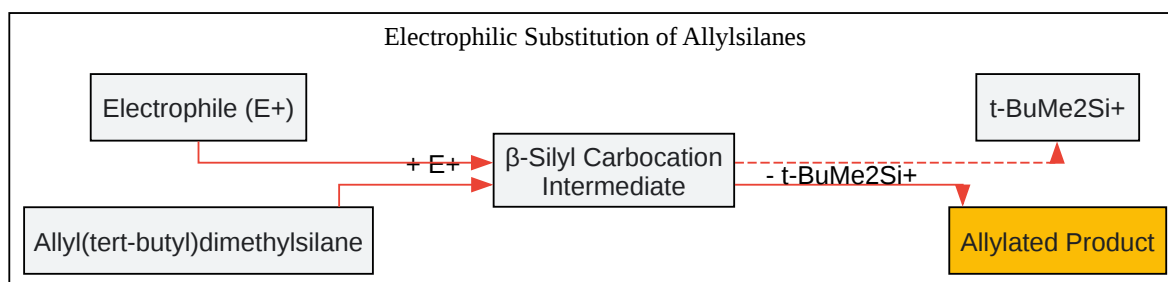 Electrophilic Substitution of Allylsilanes
Electrophile (E+)
t-BuMe2Si+
+ E+
β-Silyl Carbocation
Intermediate
- t-BuMe2Si+
Allyl(tert-butyl)dimethylsilane
Allylated Product